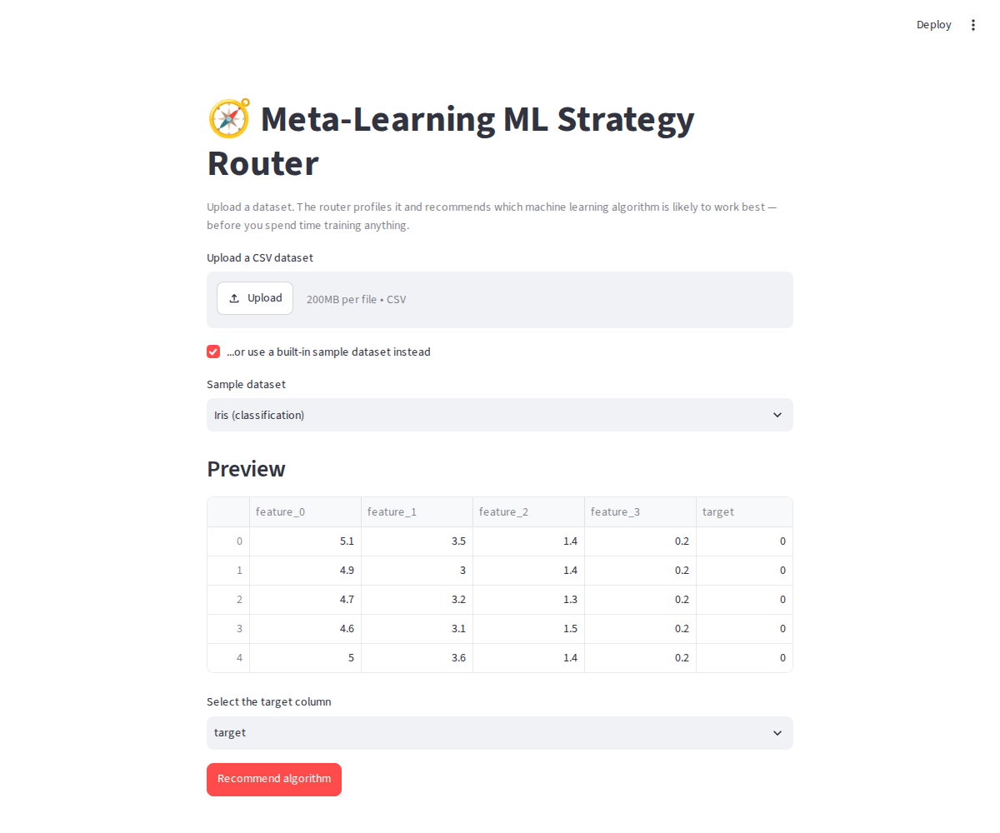 Deploy
Meta-Learning ML Strategy
Router
Upload a dataset. The router profiles it and recommends which machine learning algorithm is likely to work best —
before you spend time training anything.
Upload a CSV dataset
Upload 200MB per file • CSV
...or use a built-in sample dataset instead
Sample dataset
Iris (classification)
Preview
feature_0 feature_1 feature_2 feature_3 target
0 5.1 3.5 1.4 0.2 0
1 4.9 3 1.4 0.2 0
2 4.7 3.2 1.3 0.2 0
3 4.6 3.1 1.5 0.2 0
4 5 3.6 1.4 0.2 0
Select the target column
target
Recommend algorithm